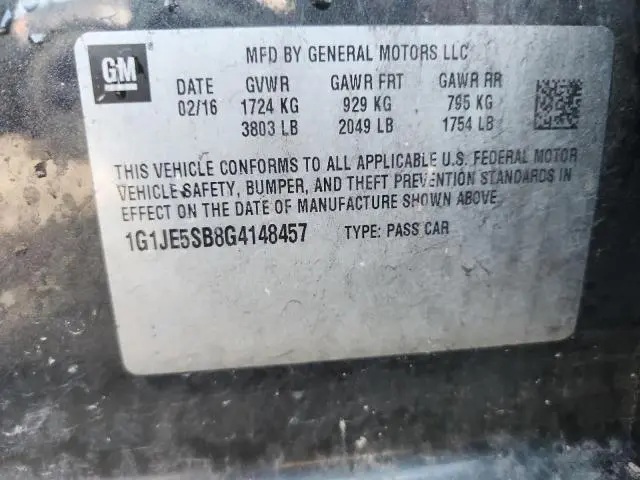 GM
MFD BY GENERAL MOTORS LLC
DATE GVWR GAWR FRT GAWR RR
02/16 1724 KG 929 KG 795 KG
3803 LB 2049 LB 1754 LB
THIS VEHICLE CONFORMS TO ALL APPLICABLE U.S. FEDERAL MOTOR
VEHICLE SAFETY, BUMPER, AND THEFT PREVENTION STANDARDS IN
EFFECT ON THE DATE OF MANUFACTURE SHOWN ABOVE.
1G1JE5SB8G4148457 TYPE: PASS CAR